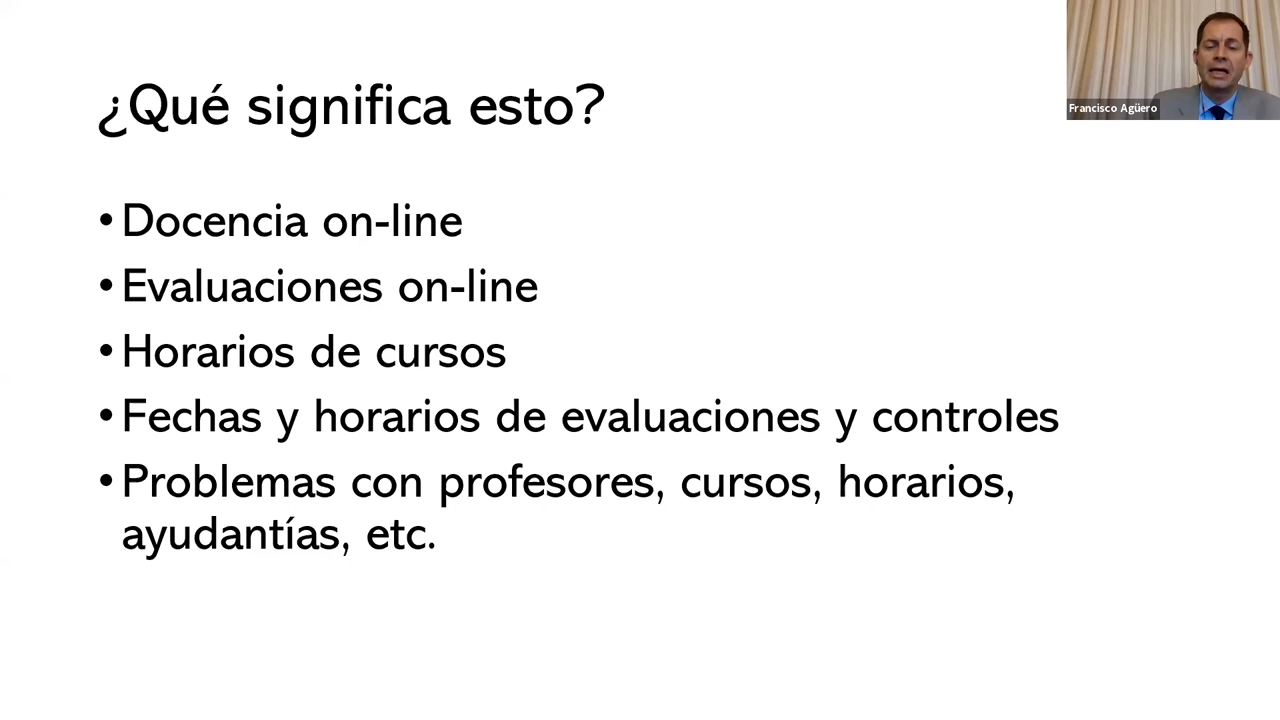 ¿Qué significa esto?
Francisco Agüero
• Docencia on-line
• Evaluaciones on-line
• Horarios de cursos
• Fechas y horarios de evaluaciones y controles
• Problemas con profesores, cursos, horarios,
ayudantías, etc.